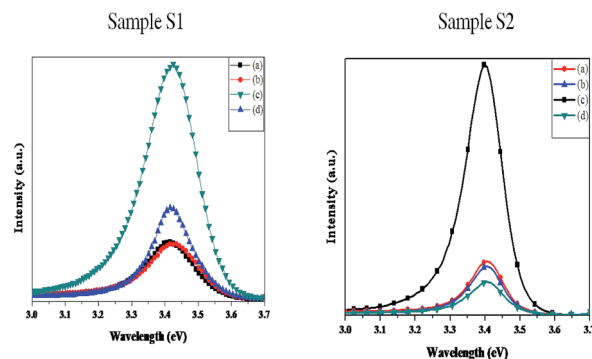 Sample S1
Sample S2
Intensity (a.u.)
(a)
(b)
(c)
(d)
3.0 3.1 3.2 3.3 3.4 3.5 3.6 3.7
Wavelength (eV)
Intensity (a.u.)
(a)
(b)
(c)
(d)
3.0 3.1 3.2 3.3 3.4 3.5 3.6 3.7
Wavelength (eV)